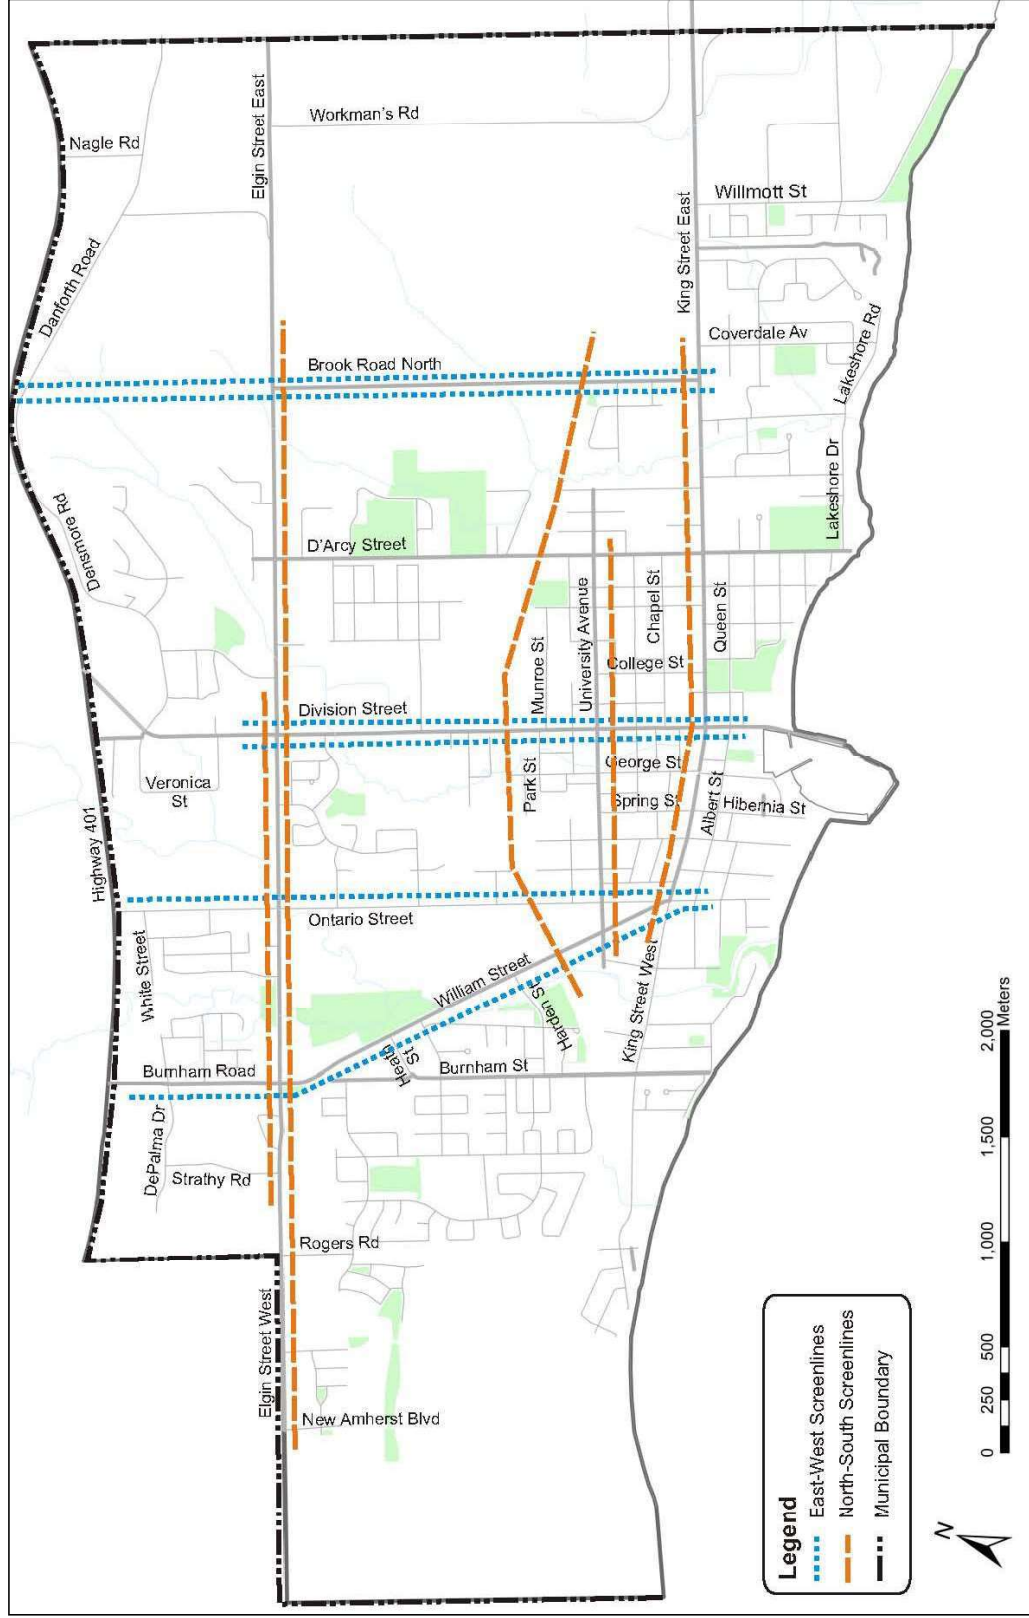 Nagle Rd
Danforth Road
Elgin Street East
Workman's Rd
King Street East
Willmott St
Brook Road North
Coverdale Av
Lakeshore Rd
Lakeshore Dr
Densmore Rd
D'Arcy Street
University Avenue
Chapel St
Queen St
Munroe St
College St
Division Street
Veronica
St
Park St
George St
Spring St
Albert St
Hibernia St
Highway 401
Ontario Street
White Street
William Street
Harden St
King Street West
Burnham Road
Heath
St
Burnham St
DePalma Dr
Strathy Rd
Rogers Rd
Elgin Street West
New Amherst Blvd
Legend
East-West Screenlines
North-South Screenlines
Municipal Boundary
N
0 250 500 1,000 1,500 2,000
Meters